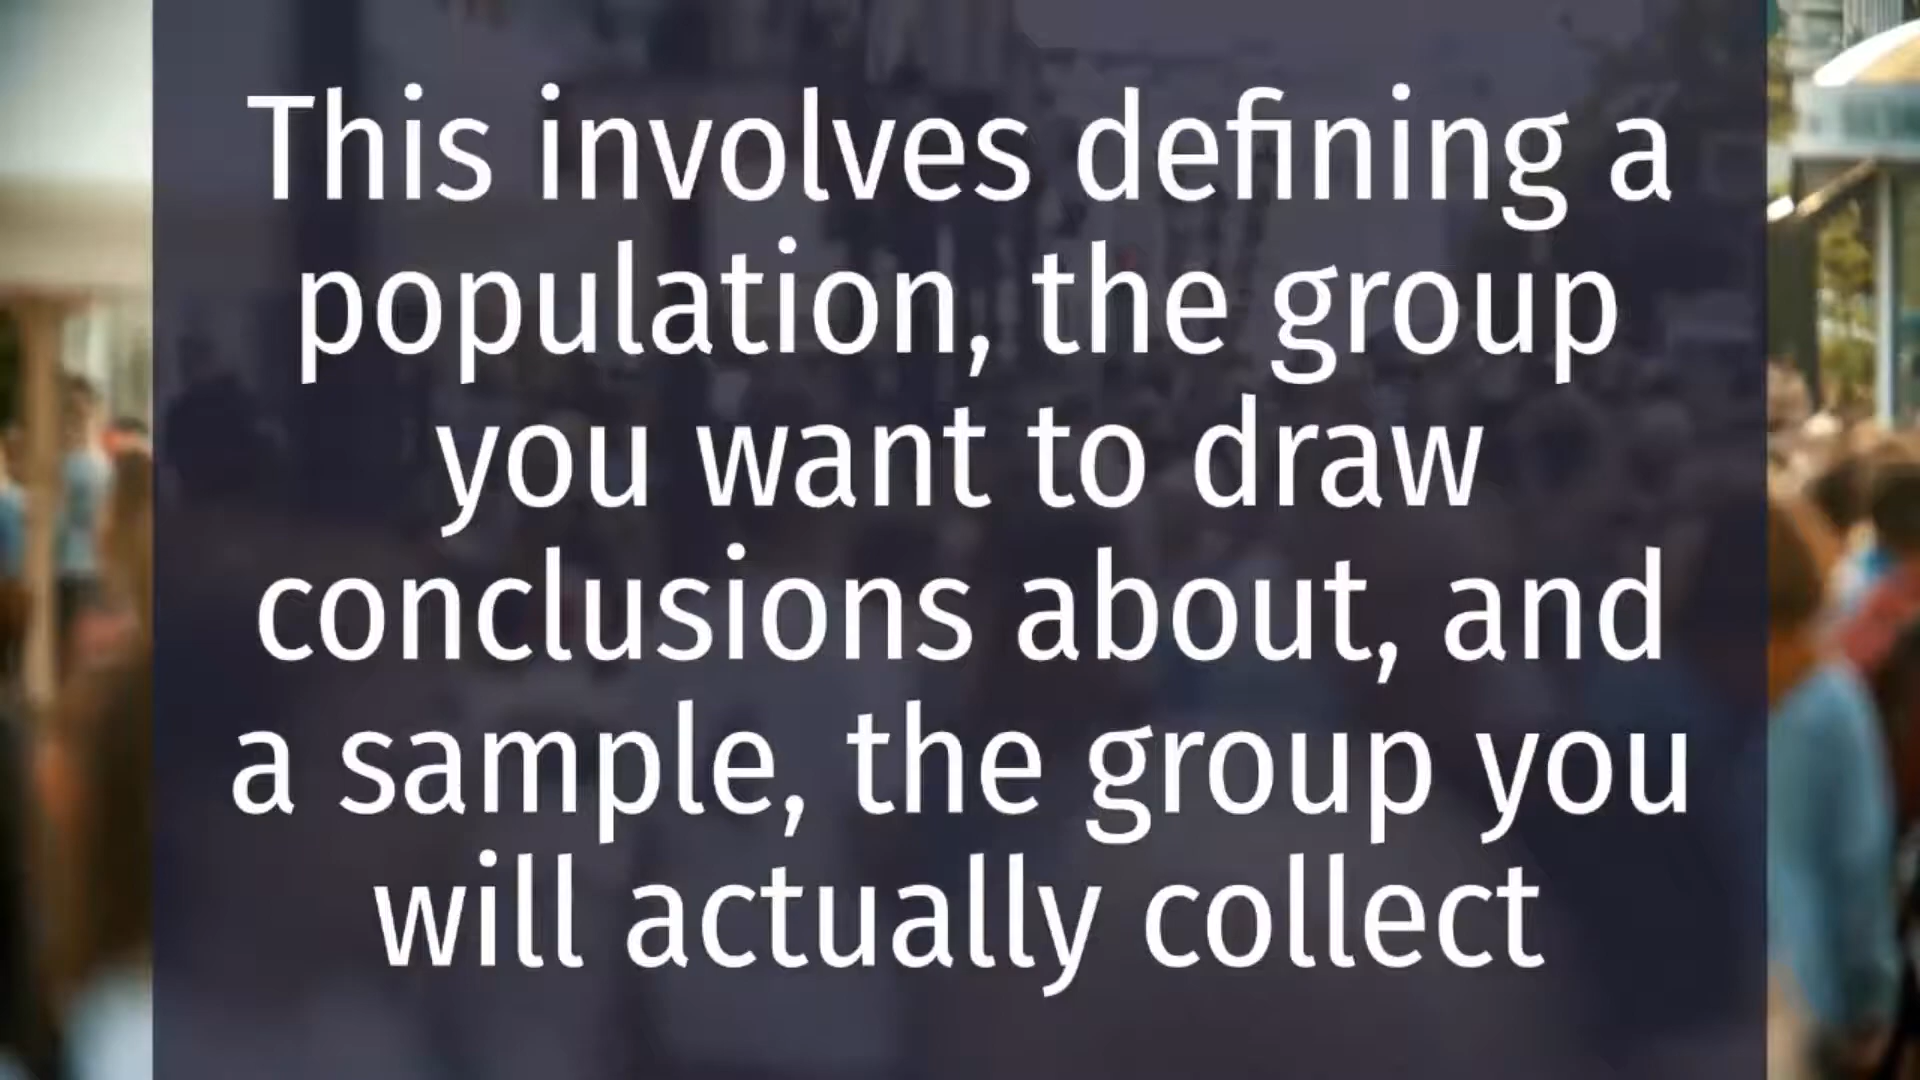 This involves defining a
population, the group
you want to draw
conclusions about, and
a sample, the group you
will actually collect